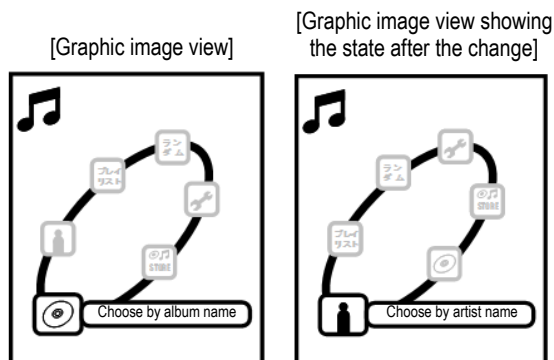 [Graphic image view]
ラン
ダム
プレイ
リスト
STORE
Choose by album name
[Graphic image view showing
the state after the change]
ラン
ダム
STORE
プレイ
リスト
Choose by artist name